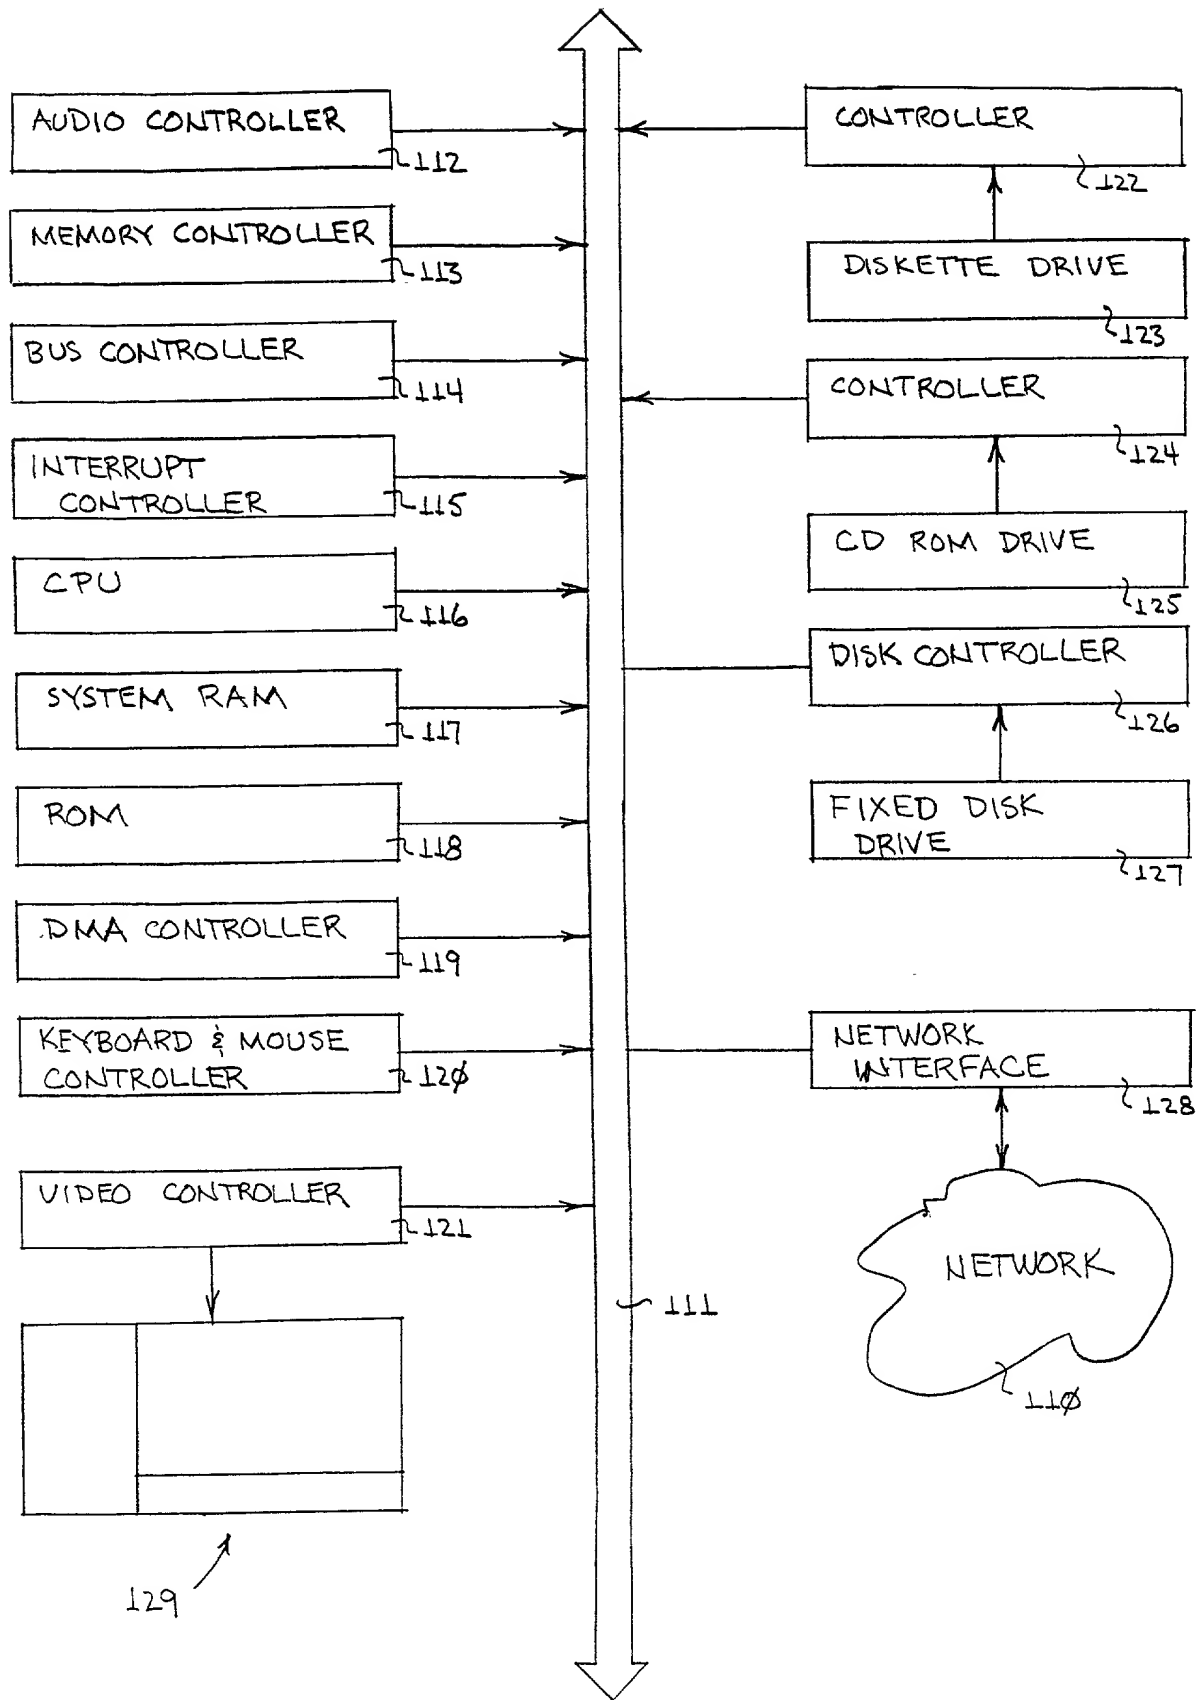 AUDIO CONTROLLER
112
MEMORY CONTROLLER
113
BUS CONTROLLER
114
INTERRUPT
CONTROLLER
115
CPU
116
SYSTEM RAM
117
ROM
118
DMA CONTROLLER
119
KEYBOARD & MOUSE
CONTROLLER
120
VIDEO CONTROLLER
121
129
111
CONTROLLER
122
DISKETTE DRIVE
123
CONTROLLER
124
CD ROM DRIVE
125
DISK CONTROLLER
126
FIXED DISK
DRIVE
127
NETWORK
INTERFACE
128
NETWORK
110